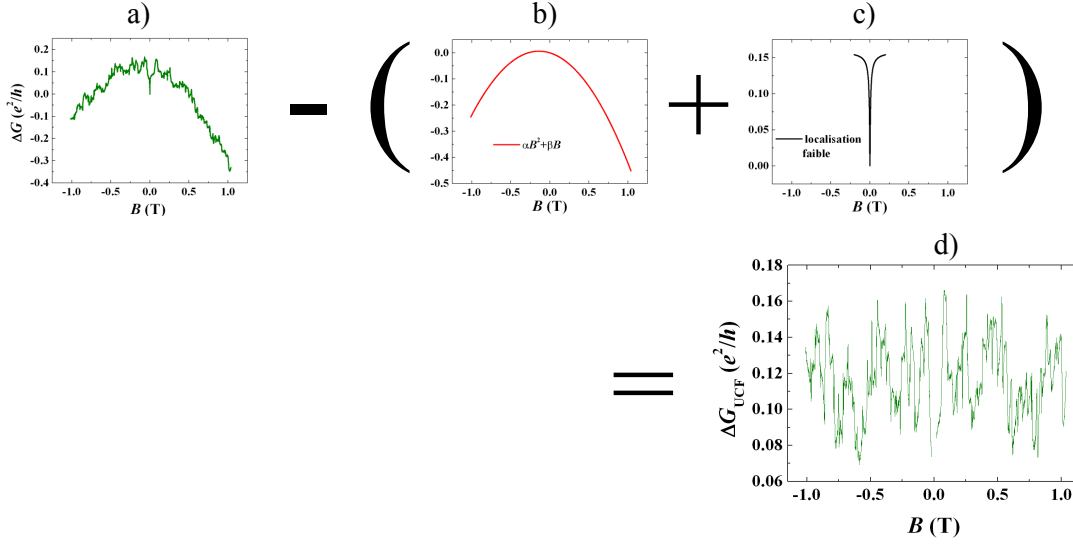 a)
b)
c)
0.2
0.1
0.0
-0.1
-0.2
-0.3
-0.4
ΔG (e²/h)
-1.0 -0.5 0.0 0.5 1.0
B (T)
-
(
0.0
-0.1
-0.2
-0.3
-0.4
-0.5
αB²+βB
-1.0 -0.5 0.0 0.5 1.0
B (T)
+
0.15
0.10
0.05
0.00
localisation
faible
-1.0 -0.5 0.0 0.5 1.0
B (T)
)
=
d)
0.18
0.16
0.14
0.12
0.10
0.08
0.06
ΔG_UCF (e²/h)
-1.0 -0.5 0.0 0.5 1.0
B (T)